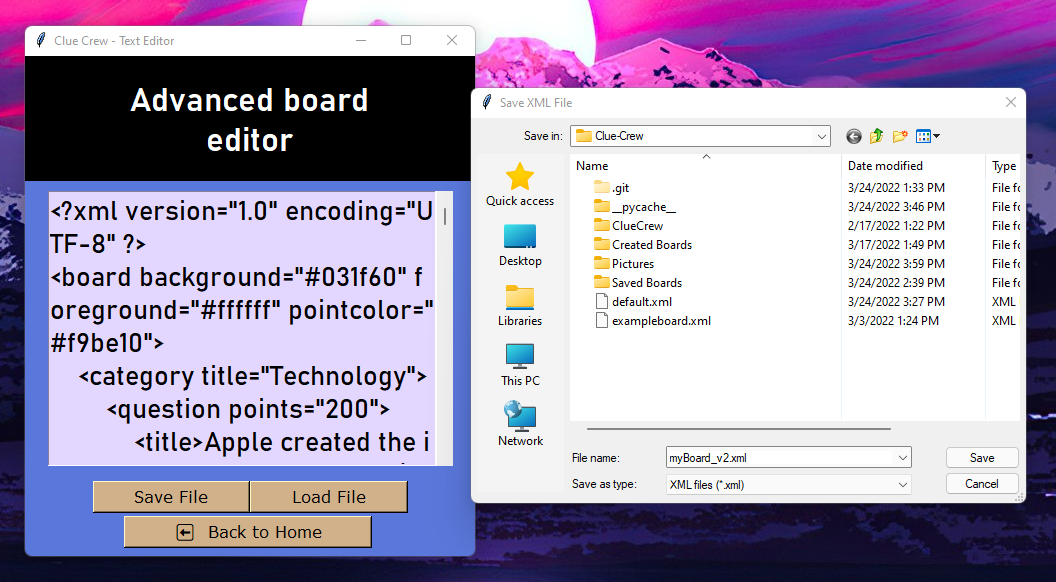 Clue Crew - Text Editor
Advanced board
editor
<?xml version="1.0" encoding="U
TF-8" ?>
<board background="#031f60" f
oreground="#ffffff" pointcolor="
#f9be10">
<category title="Technology">
<question points="200">
<title>Apple created the i
Save File Load File
Back to Home
Save XML File
Save in: Clue-Crew
Quick access
Desktop
Libraries
This PC
Network
Name Date modified Type
.git 3/24/2022 1:33 PM File fo
__pycache__ 3/24/2022 3:46 PM File fo
ClueCrew 2/17/2022 1:22 PM File fo
Created Boards 3/17/2022 1:49 PM File fo
Pictures 3/24/2022 3:59 PM File fo
Saved Boards 3/24/2022 2:39 PM File fo
default.xml 3/24/2022 3:27 PM XML
exampleboard.xml 3/3/2022 1:24 PM XML
File name: myBoard_v2.xml Save
Save as type: XML files (*.xml) Cancel